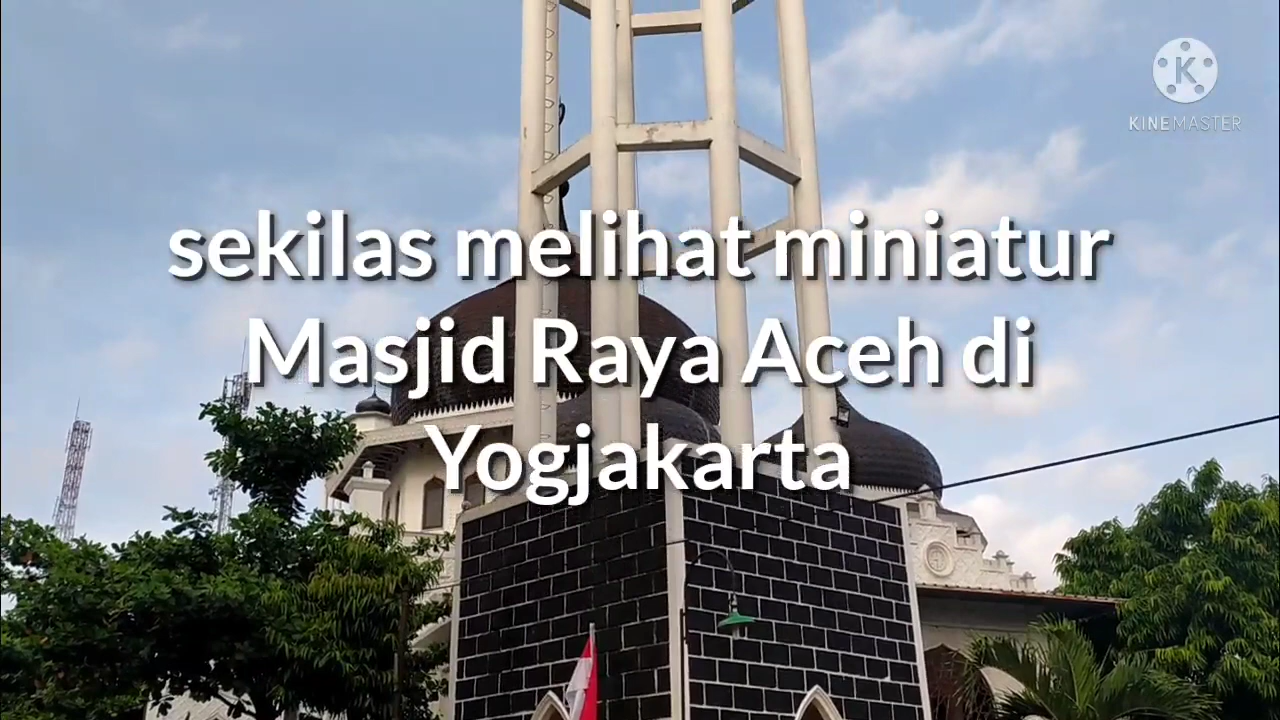 K
KINEMASTER
sekilas melihat miniatur
Masjid Raya Aceh di
Yogjakarta